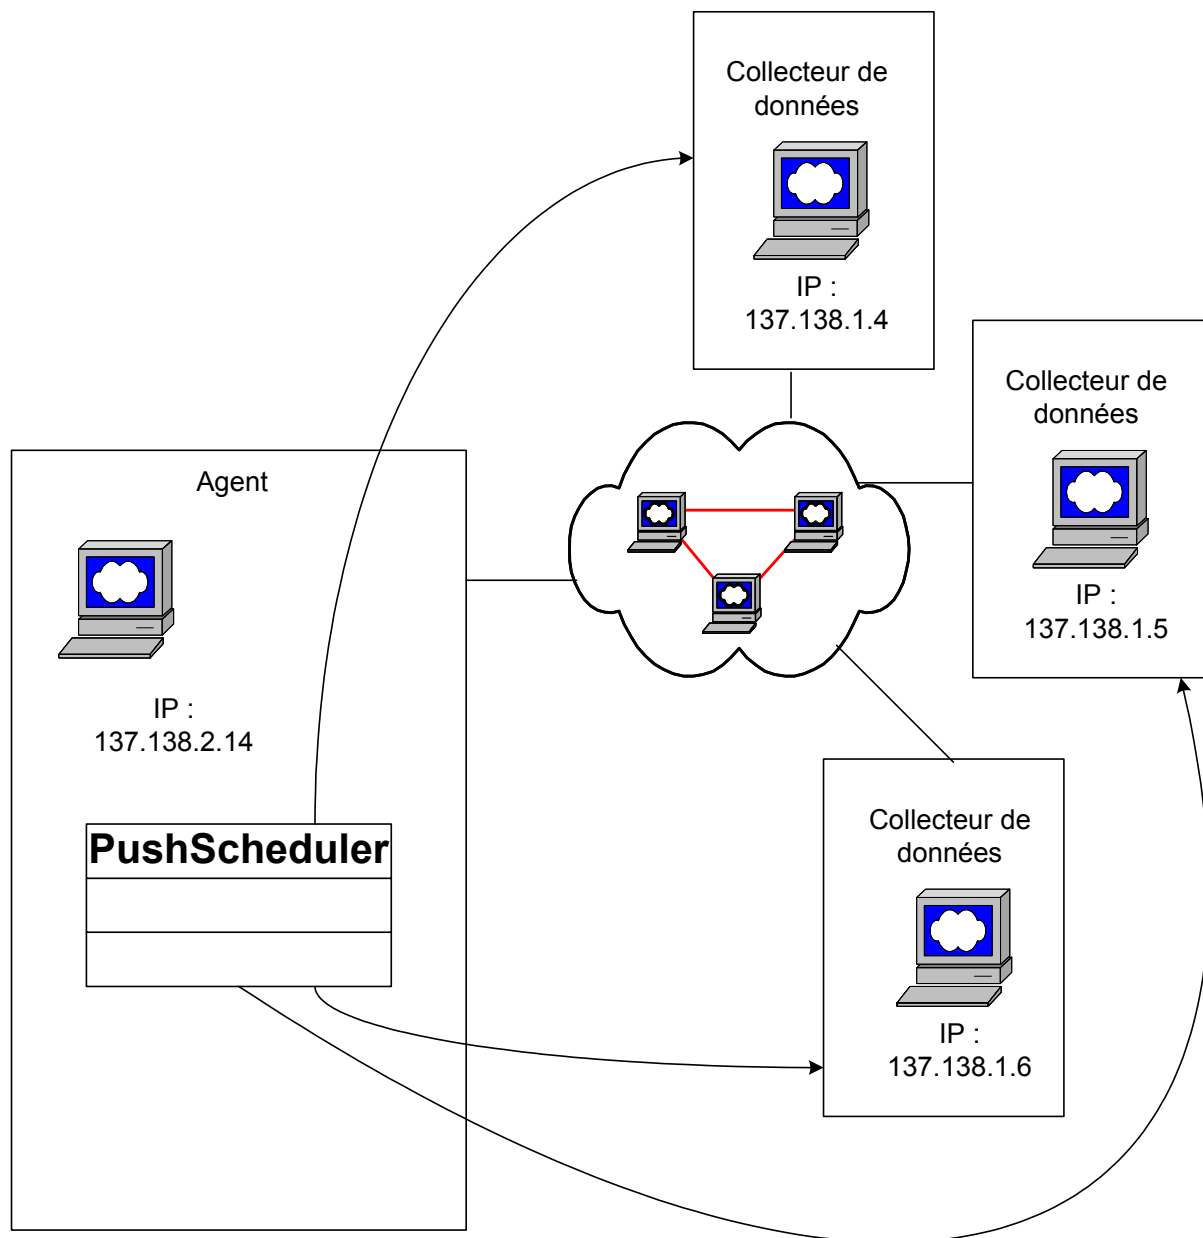 Collecteur de
données
IP :
137.138.1.4
Collecteur de
données
IP :
137.138.1.5
Agent
IP :
137.138.2.14
PushScheduler
Collecteur de
données
IP :
137.138.1.6